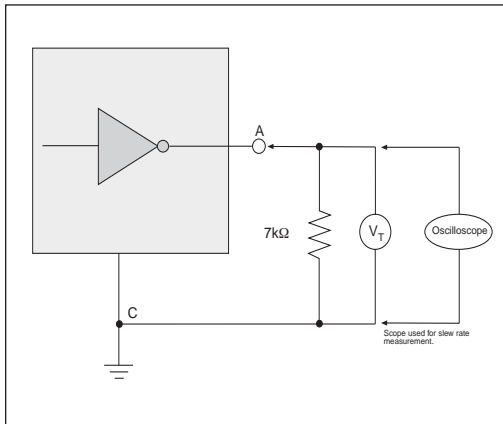 A
7kΩ
VT
Oscilloscope
C
Scope used for slew rate
measurement.